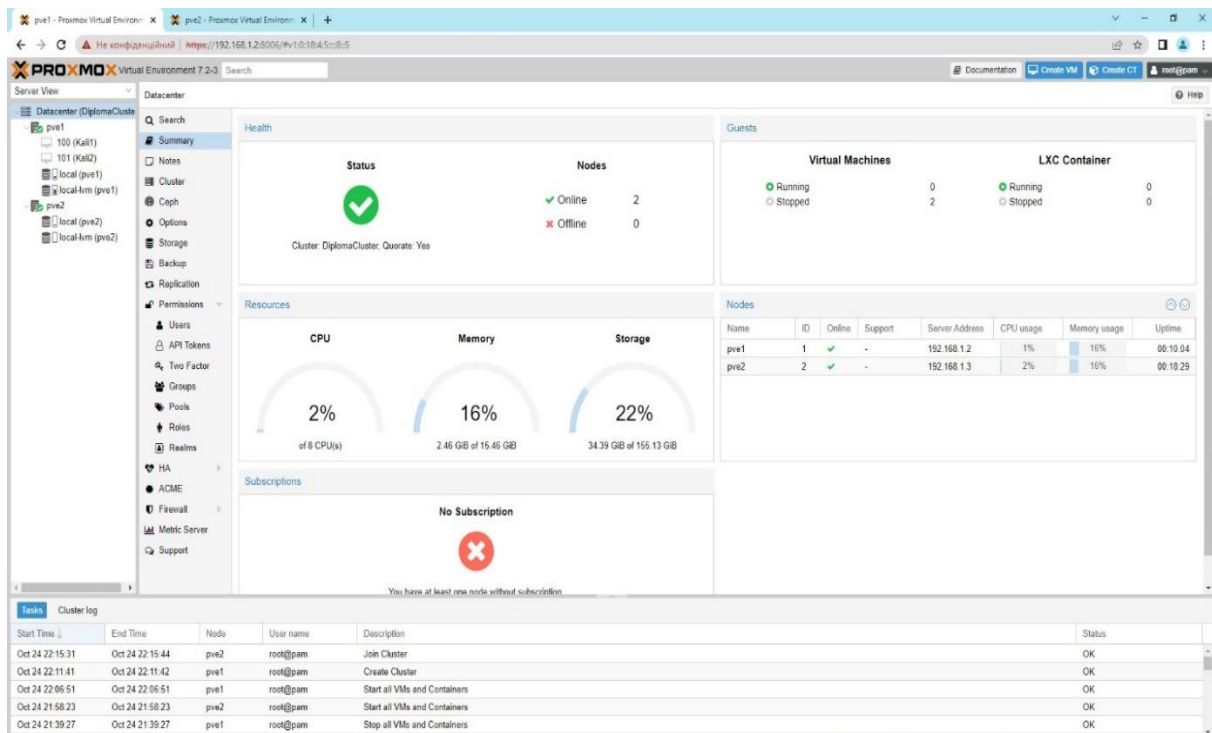 pve1 - Proxmox Virtual Environm
pve2 - Proxmox Virtual Environm
Не конфіденційний https://192.168.1.2:8006/#v1:0:18:4:5:::8::5
PROXMOX Virtual Environment 7.2-3 Search
Documentation Create VM Create CT root@pam
Server View
Datacenter
Help
Datacenter (DiplomaCluste
pve1
100 (Kali1)
101 (Kali2)
local (pve1)
local-lvm (pve1)
pve2
local (pve2)
local-lvm (pve2)
Search
Summary
Notes
Cluster
Ceph
Options
Storage
Backup
Replication
Permissions
Users
API Tokens
Two Factor
Groups
Pools
Roles
Realms
HA
ACME
Firewall
Metric Server
Support
Health
Status
Nodes
Online 2
Offline 0
Cluster: DiplomaCluster, Quorate: Yes
Guests
Virtual Machines
Running 0
Stopped 2
LXC Container
Running 0
Stopped 0
Resources
CPU
2%
of 8 CPU(s)
Memory
16%
2.46 GiB of 15.46 GiB
Storage
22%
34.39 GiB of 155.13 GiB
Nodes
Name ID Online Support Server Address CPU usage Memory usage Uptime
pve1 1 - 192.168.1.2 1% 16% 00:10:04
pve2 2 - 192.168.1.3 2% 16% 00:18:29
Subscriptions
No Subscription
You have at least one node without subscription
Tasks Cluster log
Start Time End Time Node User name Description Status
Oct 24 22:15:31 Oct 24 22:15:44 pve2 root@pam Join Cluster OK
Oct 24 22:11:41 Oct 24 22:11:42 pve1 root@pam Create Cluster OK
Oct 24 22:06:51 Oct 24 22:06:51 pve1 root@pam Start all VMs and Containers OK
Oct 24 21:58:23 Oct 24 21:58:23 pve2 root@pam Start all VMs and Containers OK
Oct 24 21:39:27 Oct 24 21:39:27 pve1 root@pam Stop all VMs and Containers OK